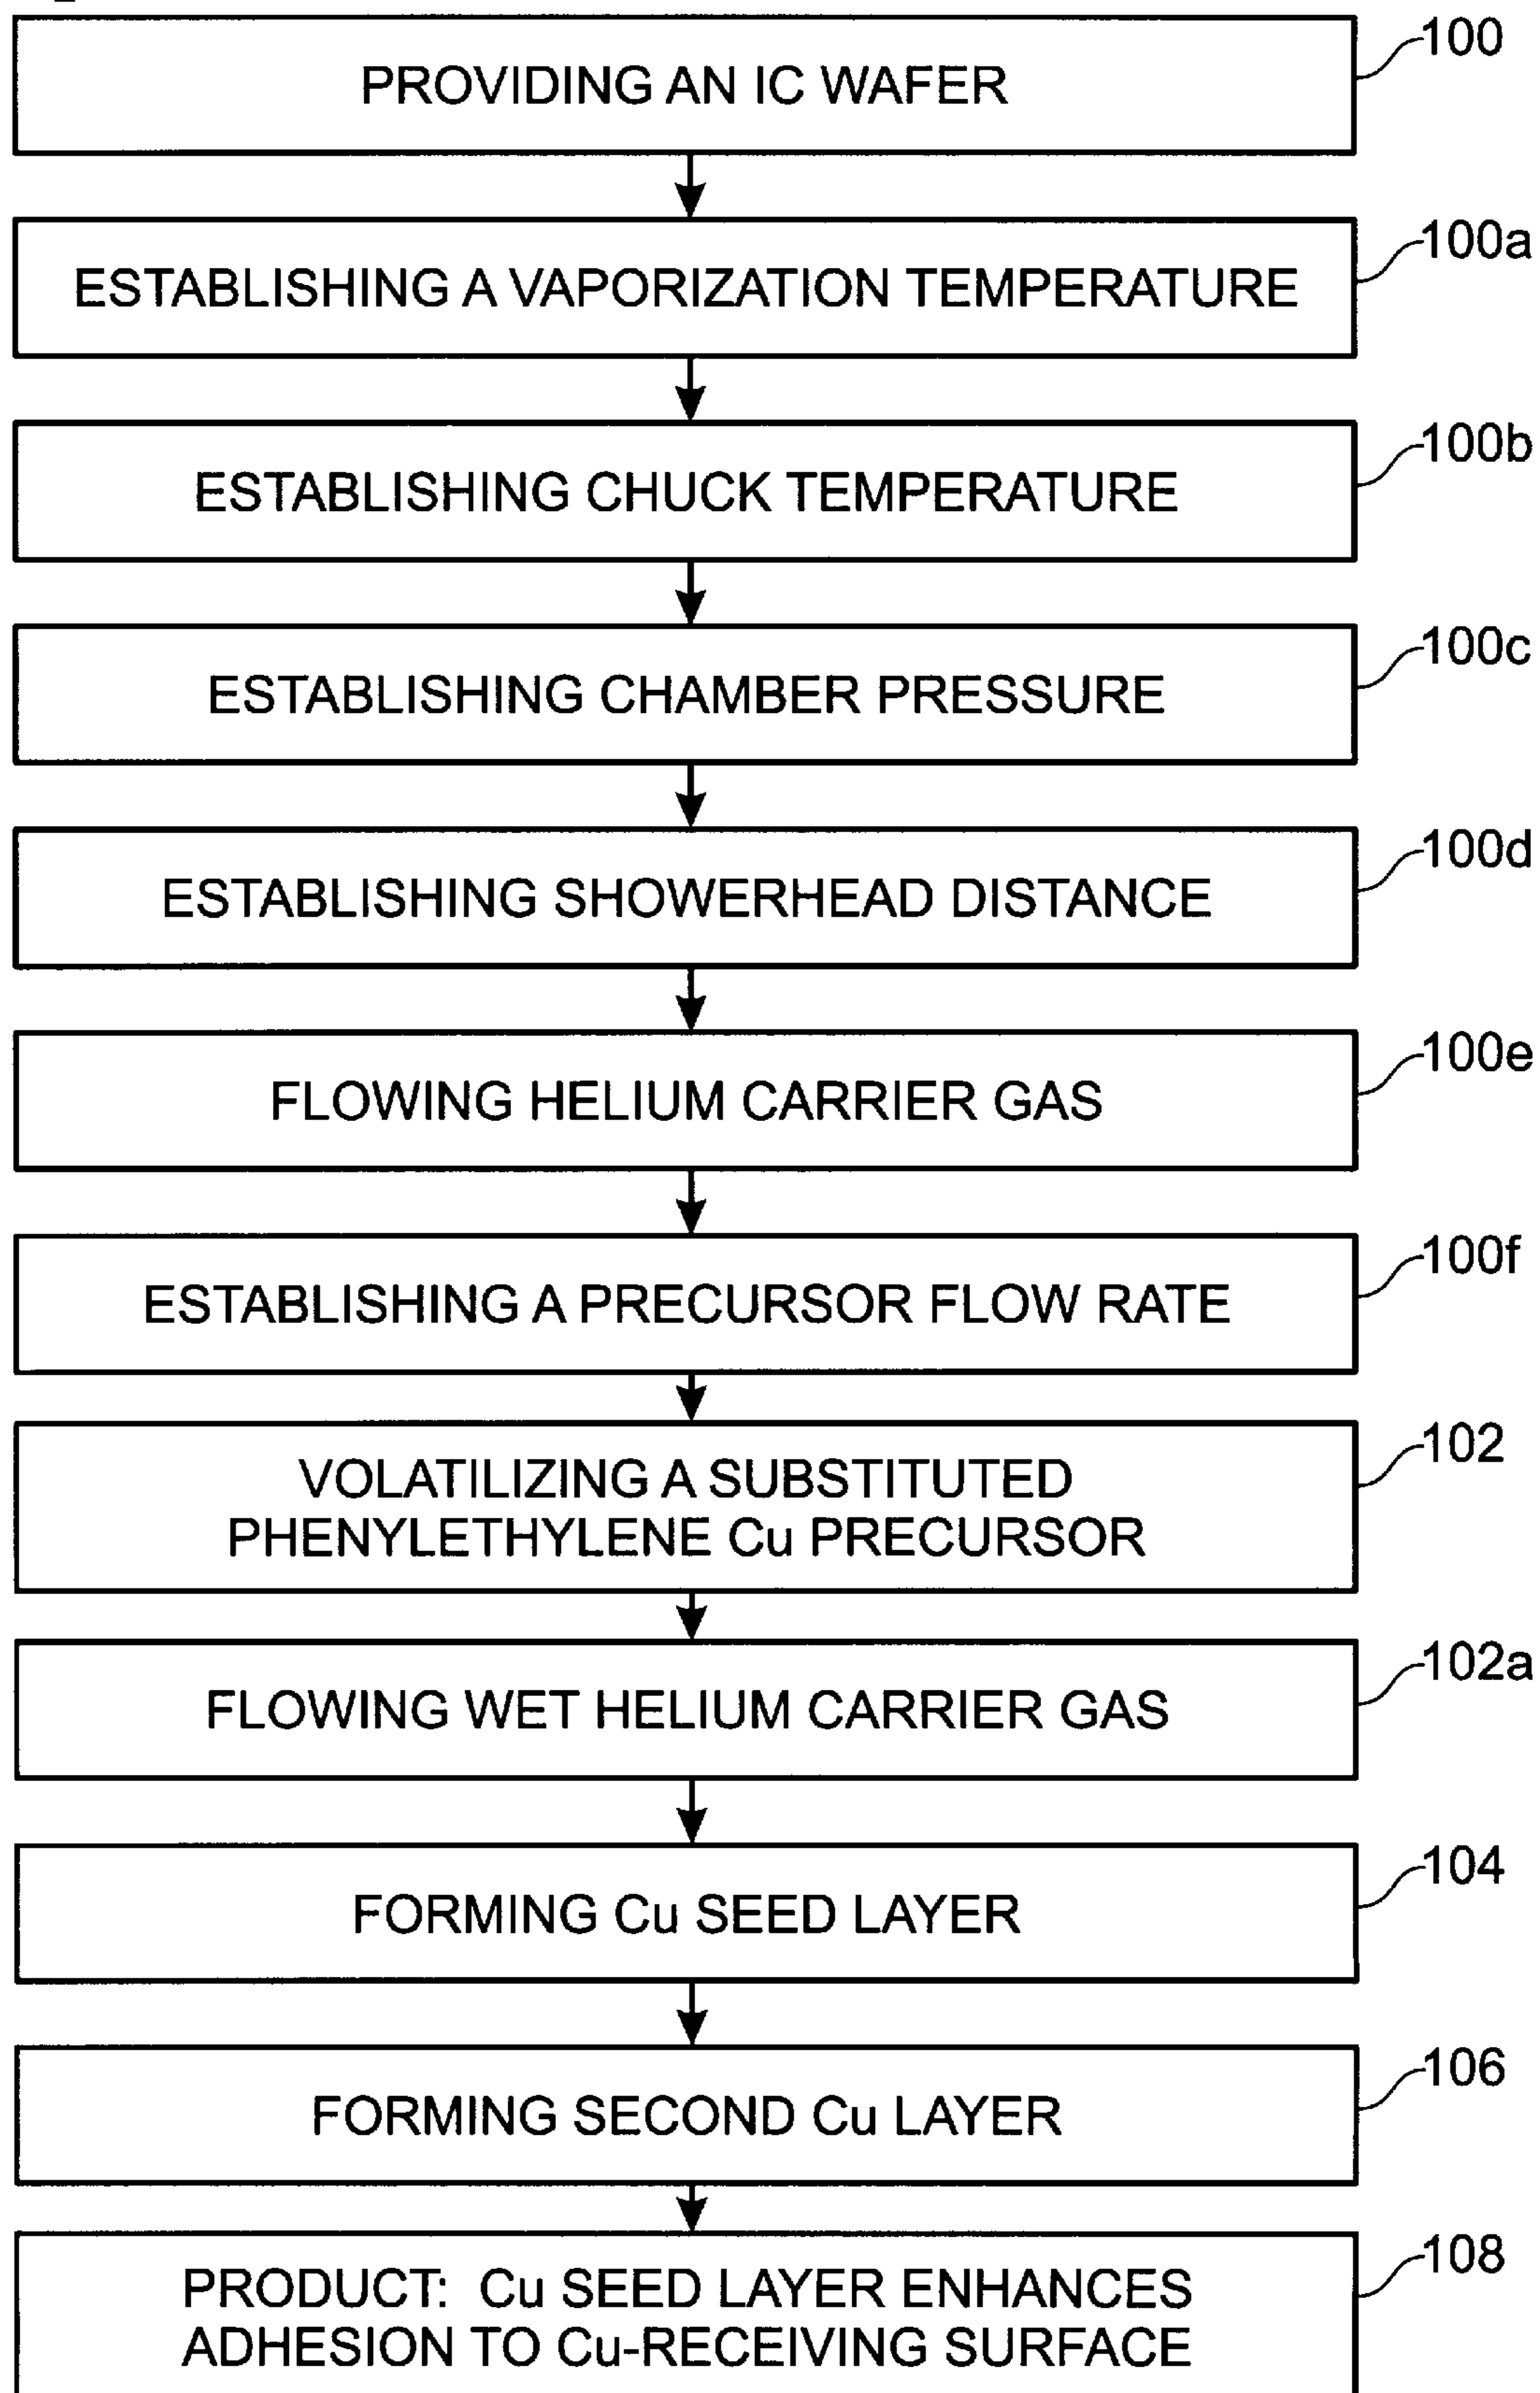 PROVIDING AN IC WAFER
100
ESTABLISHING A VAPORIZATION TEMPERATURE
100a
ESTABLISHING CHUCK TEMPERATURE
100b
ESTABLISHING CHAMBER PRESSURE
100c
ESTABLISHING SHOWERHEAD DISTANCE
100d
FLOWING HELIUM CARRIER GAS
100e
ESTABLISHING A PRECURSOR FLOW RATE
100f
VOLATILIZING A SUBSTITUTED
PHENYLETHYLENE Cu PRECURSOR
102
FLOWING WET HELIUM CARRIER GAS
102a
FORMING Cu SEED LAYER
104
FORMING SECOND Cu LAYER
106
PRODUCT: Cu SEED LAYER ENHANCES
ADHESION TO Cu-RECEIVING SURFACE
108